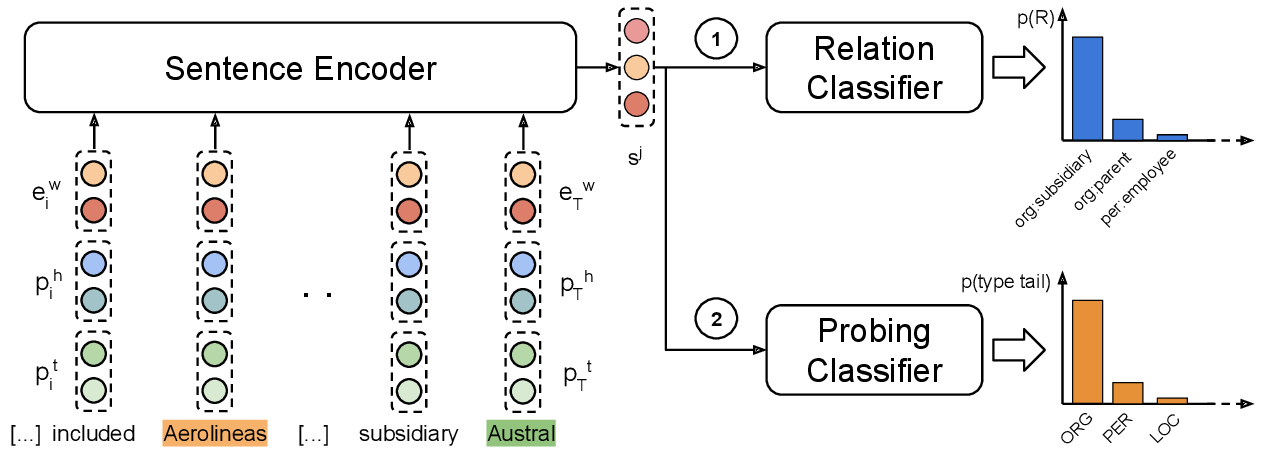 Sentence Encoder
s^j
1
Relation
Classifier
p(R)
org:subsidiary
org:parent
per:employee
e_i^w
e_T^w
p_i^h
. .
p_T^h
p_i^t
p_T^t
2
Probing
Classifier
p(type tail)
ORG
PER
LOC
[...] included Aerolineas [...] subsidiary Austral